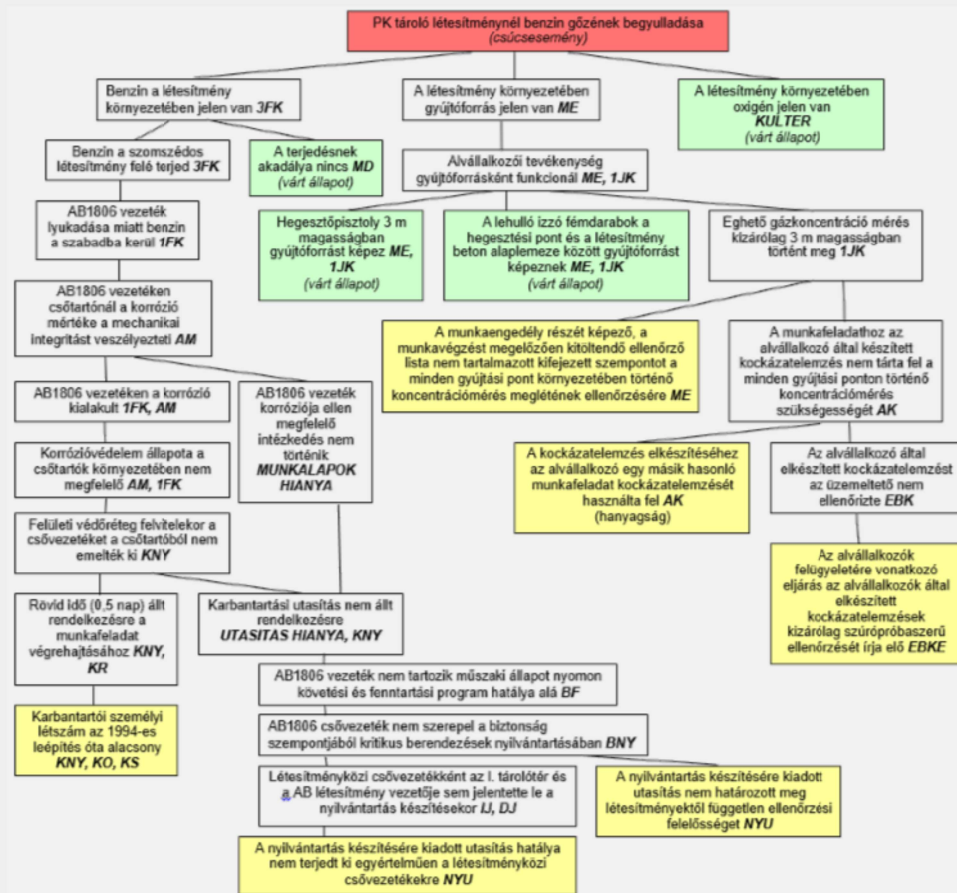 PK tároló létesítménynél benzin gőzének begyulladása
(csúcsesemény)
Benzin a létesítmény
környezetében jelen van 3FK
A létesítmény környezetében
gyújtóforrás jelen van ME
A létesítmény környezetében
oxigén jelen van
KULTER
(várt állapot)
Benzin a szomszédos
létesítmény felé terjed 3FK
A terjedésnek
akadálya nincs MD
(várt állapot)
Alvállalkozói tevékenység
gyújtóforrásként funkcionál ME, 1JK
AB1806 vezeték
lyukadása miatt benzin
a szabadba kerül 1FK
Hegesztőpisztoly 3 m
magasságban
gyújtóforrást képez ME,
1JK
(várt állapot)
A lehulló izzó fémdarabok a
hegesztési pont és a létesítmény
beton alaplemeze között gyújtóforrást
képeznek ME, 1JK
(várt állapot)
Eghető gázkoncentráció mérés
kizárólag 3 m magasságban
történt meg 1JK
AB1806 vezetéken
csőtartónál a korrózió
mértéke a mechanikai
integritást veszélyezteti AM
A munkaengedély részét képező, a
munkavégzést megelőzően kitöltendő ellenőrző
lista nem tartalmazott kifejezett szempontot a
minden gyújtási pont környezetében történő
koncentrációmérés meglétének ellenőrzésére ME
A munkafeladathoz az
alvállalkozó által készített
kockázatelemzés nem tárta fel a
minden gyújtási ponton történő
koncentrációmérés
szükségességét AK
AB1806 vezetéken a korrózió
kialakult 1FK, AM
AB1806 vezeték
korróziója ellen
megfelelő
intézkedés nem
történik
MUNKALAPOK
HIANYA
Korrózióvédelem állapota a
csőtartók környezetében nem
megfelelő AM, 1FK
A kockázatelemzés elkészítéséhez
az alvállalkozó egy másik hasonló
munkafeladat kockázatelemzését
használta fel AK
(hanyagság)
Az alvállalkozó által
elkészített kockázatelemzést
az üzemeltető nem
ellenőrizte EBK
Felületi védőréteg felvitelekor a
csővezetéket a csőtartóból nem
emelték ki KNY
Az alvállalkozók
felügyeletére vonatkozó
eljárás az alvállalkozók által
elkészített
kockázatelemzések
kizárólag szúrópróbaszerű
ellenőrzését írja elő EBKE
Rövid idő (0,5 nap) állt
rendelkezésre a
munkafeladat
végrehajtásához KNY,
KR
Karbantartási utasítás nem állt
rendelkezésre
UTASITAS HIANYA, KNY
AB1806 vezeték nem tartozik műszaki állapot nyomon
követési és fenntartási program hatálya alá BF
Karbantartói személyi
létszám az 1994-es
leépítés óta alacsony
KNY, KO, KS
AB1806 csővezeték nem szerepel a biztonság
szempontjából kritikus berendezések nyilvántartásában BNY
Létesítményközi csővezetékként az I. tárolótér és
a AB létesítmény vezetője sem jelentette le a
nyilvántartás készítésekor IJ, DJ
A nyilvántartás készítésére kiadott
utasítás nem határozott meg
létesítményektől független ellenőrzési
felelősséget NYU
A nyilvántartás készítésére kiadott utasítás hatálya
nem terjedt ki egyértelműen a létesítményközi
csővezetékekre NYU